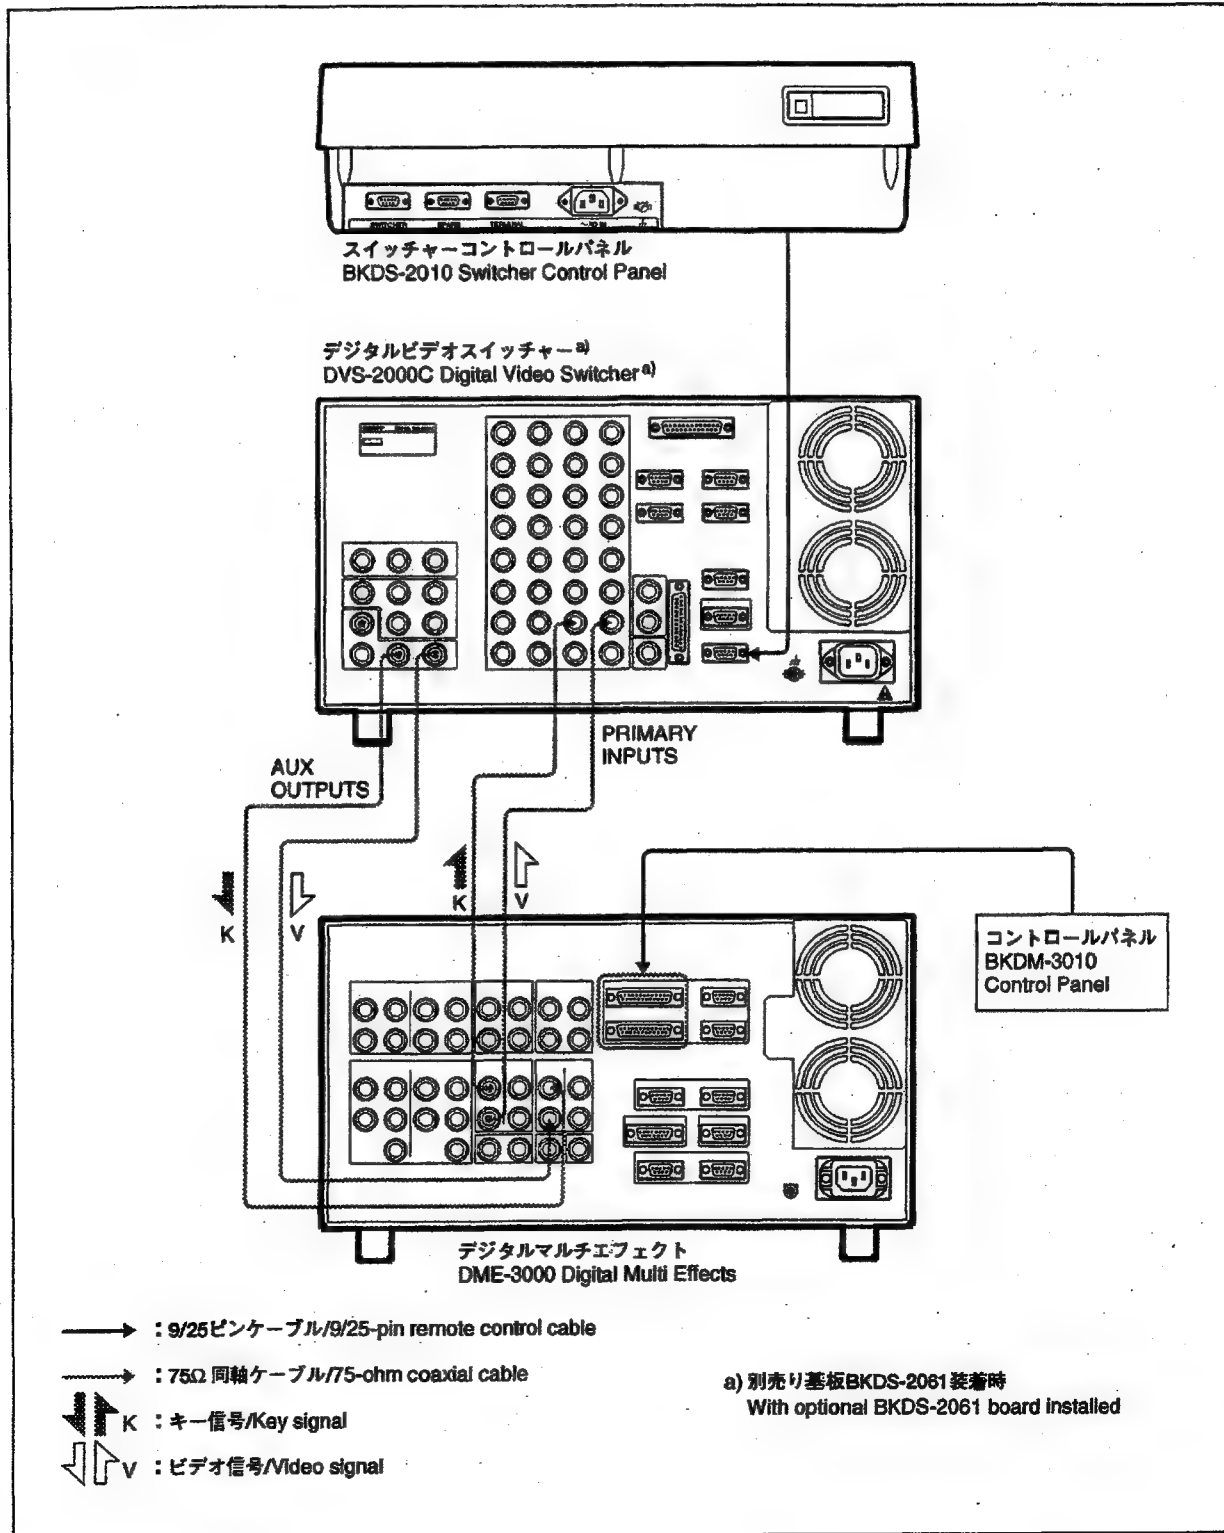 SWITCHER
TERMINAL
スイッチャーコントロールパネル
BKDS-2010 Switcher Control Panel
デジタルビデオスイッチャー a)
DVS-2000C Digital Video Switcher a)
PRIMARY
INPUTS
AUX
OUTPUTS
K
V
K
V
コントロールパネル
BKDM-3010
Control Panel
デジタルマルチエフェクト
DME-3000 Digital Multi Effects
: 9/25ピンケーブル/9/25-pin remote control cable
: 75Ω 同軸ケーブル/75-ohm coaxial cable
K : キー信号/Key signal
V : ビデオ信号/Video signal
a) 別売り基板BKDS-2061装着時
With optional BKDS-2061 board installed